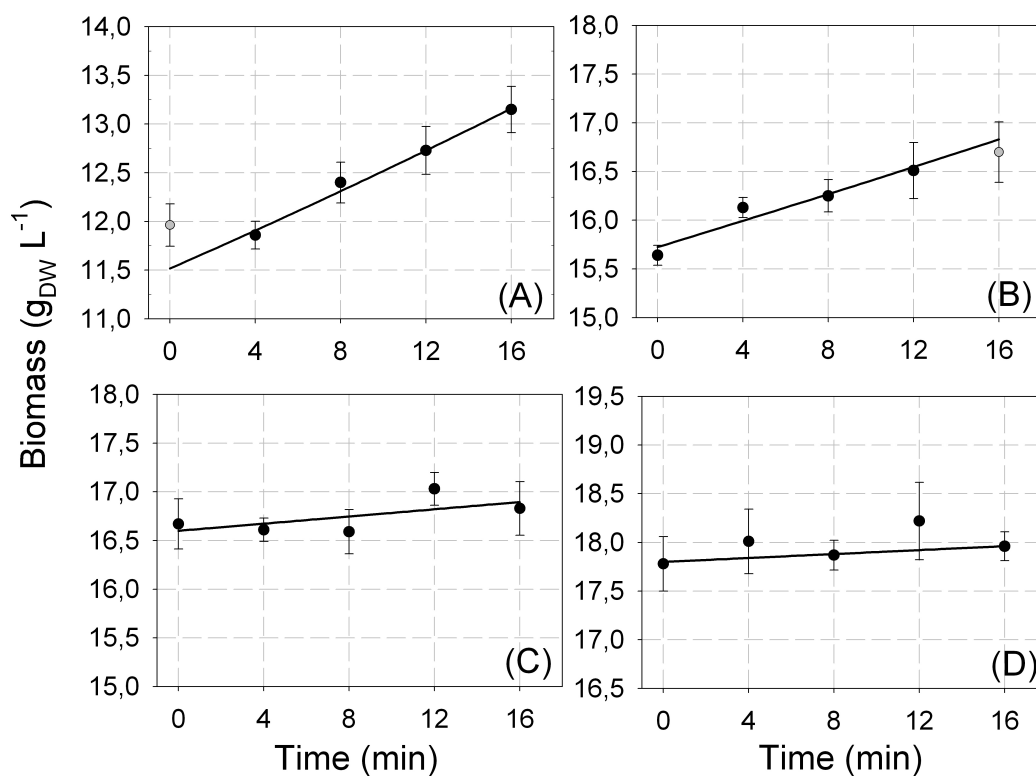 Biomass (gDW L-1)
14,0
13,5
13,0
12,5
12,0
11,5
11,0
0 4 8 12 16
(A)
18,0
17,5
17,0
16,5
16,0
15,5
15,0
0 4 8 12 16
(B)
18,0
17,5
17,0
16,5
16,0
15,5
15,0
0 4 8 12 16
(C)
Time (min)
19,5
19,0
18,5
18,0
17,5
17,0
16,5
0 4 8 12 16
(D)
Time (min)